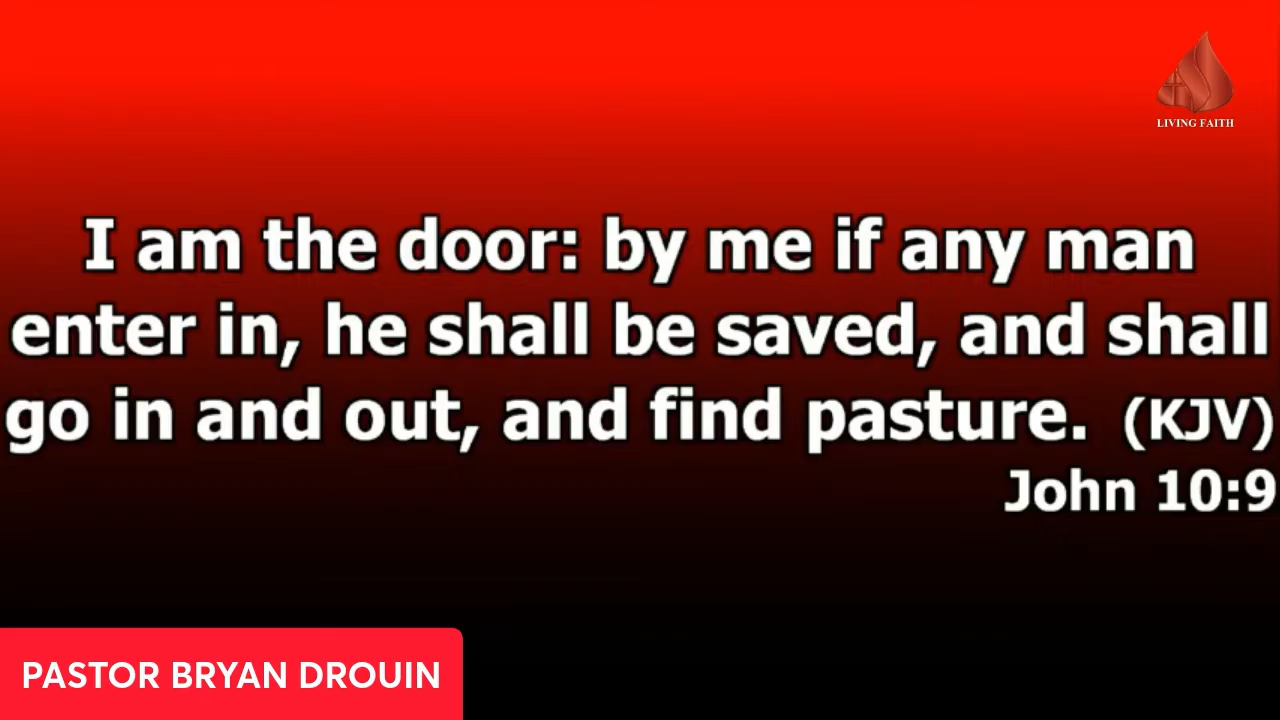 LIVING FAITH
I am the door: by me if any man
enter in, he shall be saved, and shall
go in and out, and find pasture. (KJV)
John 10:9
PASTOR BRYAN DROUIN